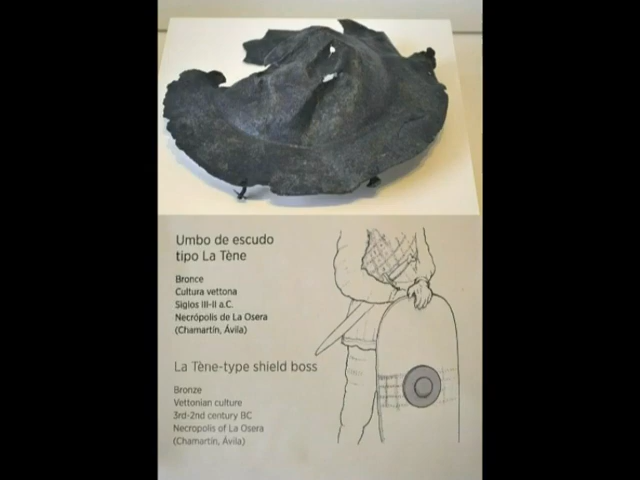 Umbo de escudo
tipo La Tène
Bronce
Cultura vettona
Siglos III-II a.C.
Necrópolis de La Osera
(Chamartín, Ávila)
La Tène-type shield boss
Bronze
Vettonian culture
3rd-2nd century BC
Necropolis of La Osera
(Chamartín, Ávila)